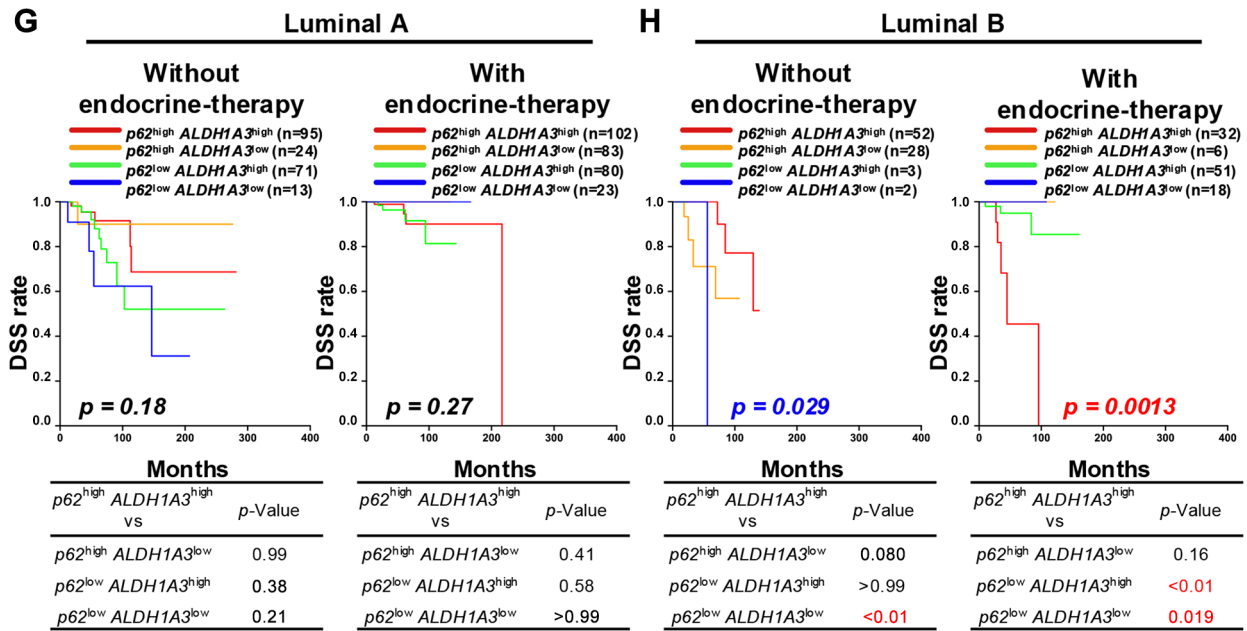 G Luminal A
Without
endocrine-therapy
p62high ALDH1A3high (n=95)
p62high ALDH1A3low (n=24)
p62low ALDH1A3high (n=71)
p62low ALDH1A3low (n=13)
DSS rate
1.0
0.8
0.6
0.4
0.2
0.0
p = 0.18
0 100 200 300 400
Months
p62high ALDH1A3high
vs
p-Value
p62high ALDH1A3low 0.99
p62low ALDH1A3high 0.38
p62low ALDH1A3low 0.21
With
endocrine-therapy
p62high ALDH1A3high (n=102)
p62high ALDH1A3low (n=83)
p62low ALDH1A3high (n=80)
p62low ALDH1A3low (n=23)
DSS rate
1.0
0.8
0.6
0.4
0.2
0.0
p = 0.27
0 100 200 300 400
Months
p62high ALDH1A3high
vs
p-Value
p62high ALDH1A3low 0.41
p62low ALDH1A3high 0.58
p62low ALDH1A3low >0.99
H Luminal B
Without
endocrine-therapy
p62high ALDH1A3high (n=52)
p62high ALDH1A3low (n=28)
p62low ALDH1A3high (n=3)
p62low ALDH1A3low (n=2)
DSS rate
1.0
0.8
0.6
0.4
0.2
0.0
p = 0.029
0 100 200 300 400
Months
p62high ALDH1A3high
vs
p-Value
p62high ALDH1A3low 0.080
p62low ALDH1A3high >0.99
p62low ALDH1A3low <0.01
With
endocrine-therapy
p62high ALDH1A3high (n=32)
p62high ALDH1A3low (n=6)
p62low ALDH1A3high (n=51)
p62low ALDH1A3low (n=18)
DSS rate
1.0
0.8
0.6
0.4
0.2
0.0
p = 0.0013
0 100 200 300 400
Months
p62high ALDH1A3high
vs
p-Value
p62high ALDH1A3low 0.16
p62low ALDH1A3high <0.01
p62low ALDH1A3low 0.019